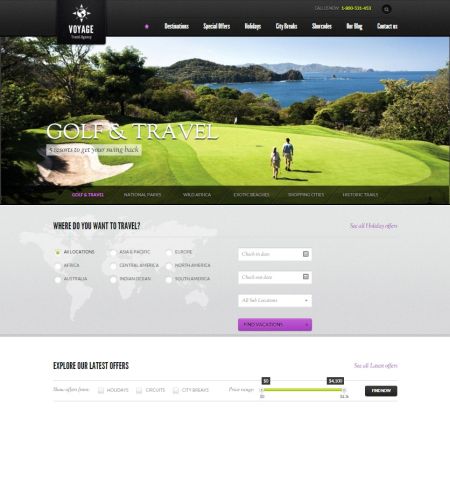 CALL US NOW: 1-800-531-453
VOYAGE
Travel Agency
Destinations Special Offers Holidays City Breaks Shorcodes Our Blog Contact us
GOLF & TRAVEL
5 resorts to get your swing back
GOLF & TRAVEL NATIONAL PARKS WILD AFRICA EXOTIC BEACHES SHOPPING CITIES HISTORIC TRAILS
WHERE DO YOU WANT TO TRAVEL? See all Holiday offers
All LOCATIONS ASIA & PACIFIC EUROPE
AFRICA CENTRAL AMERICA NORTH AMERICA
AUSTRALIA INDIAN OCEAN SOUTH AMERICA
Check in date
Check out date
All Sub Locations
FIND VACATIONS
EXPLORE OUR LATEST OFFERS See all Latest offers
$0 $4,100
Show offers from: HOLIDAYS CIRCUITS CITY BREAKS Price range: FIND NOW
$0